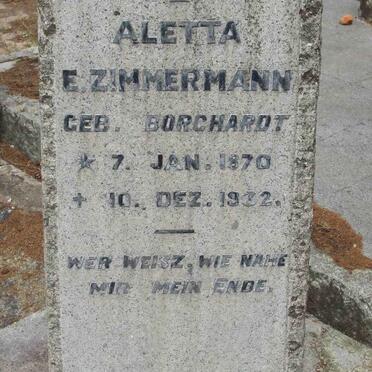 ALETTA
E. ZIMMERMANN
GEB. BORCHARDT
* 7. JAN. 1870
+ 10. DEZ. 1932.
WER WEISZ, WIE NAHE
MIR MEIN ENDE.